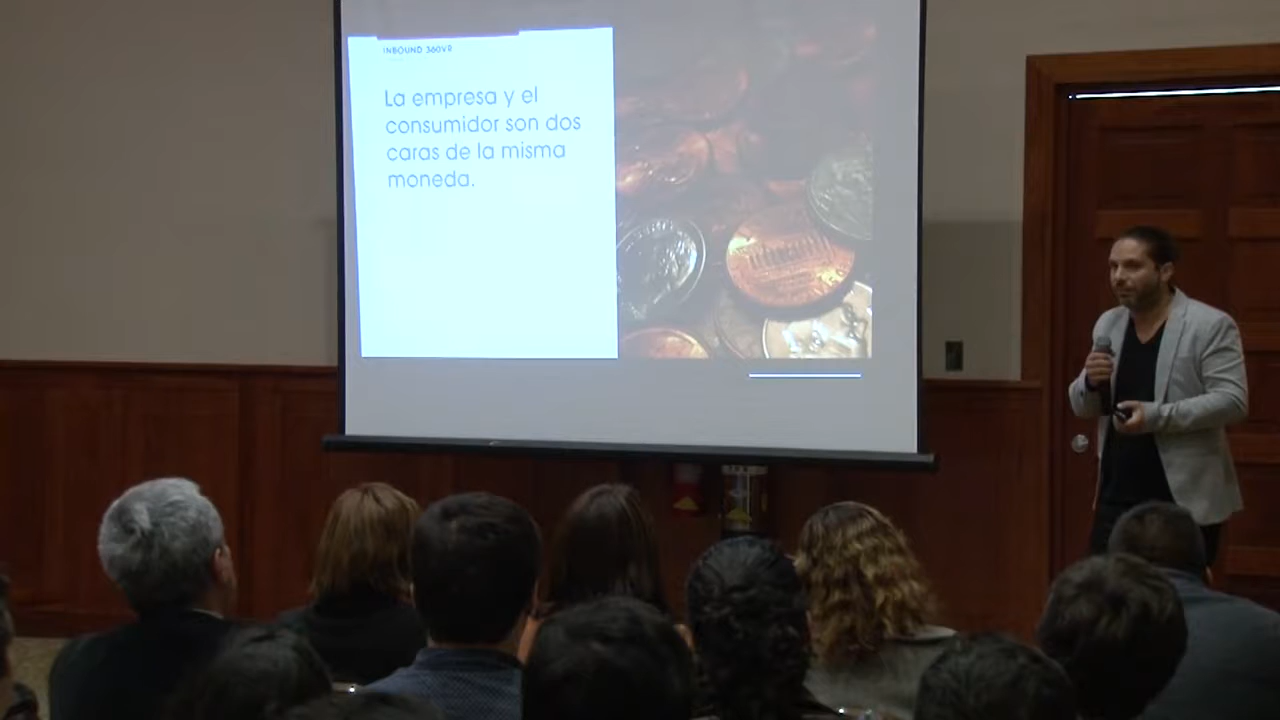 INBOUND 360VR
La empresa y el
consumidor son dos
caras de la misma
moneda.